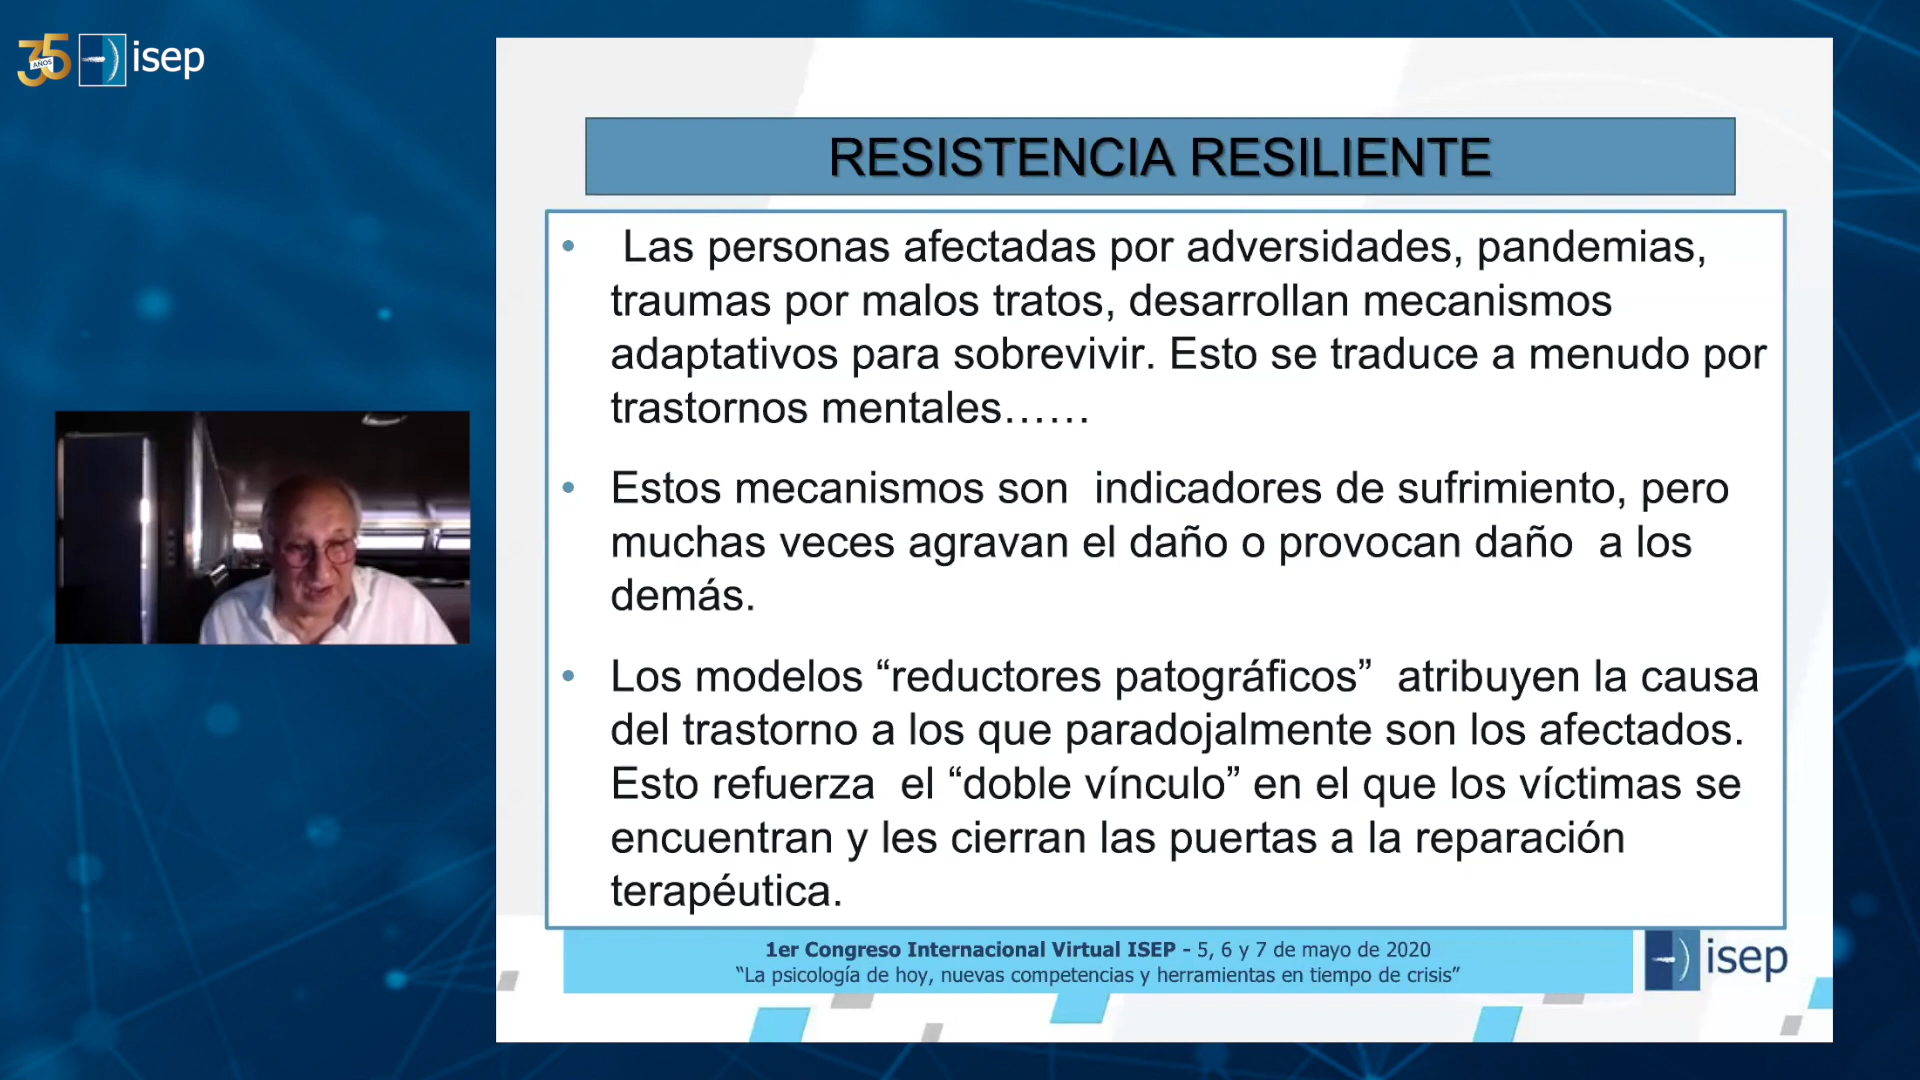 35
AÑOS
isep
RESISTENCIA RESILIENTE
• Las personas afectadas por adversidades, pandemias,
traumas por malos tratos, desarrollan mecanismos
adaptativos para sobrevivir. Esto se traduce a menudo por
trastornos mentales……
• Estos mecanismos son indicadores de sufrimiento, pero
muchas veces agravan el daño o provocan daño a los
demás.
• Los modelos “reductores patográficos” atribuyen la causa
del trastorno a los que paradojalmente son los afectados.
Esto refuerza el “doble vínculo” en el que los víctimas se
encuentran y les cierran las puertas a la reparación
terapéutica.
1er Congreso Internacional Virtual ISEP - 5, 6 y 7 de mayo de 2020
“La psicología de hoy, nuevas competencias y herramientas en tiempo de crisis”
isep